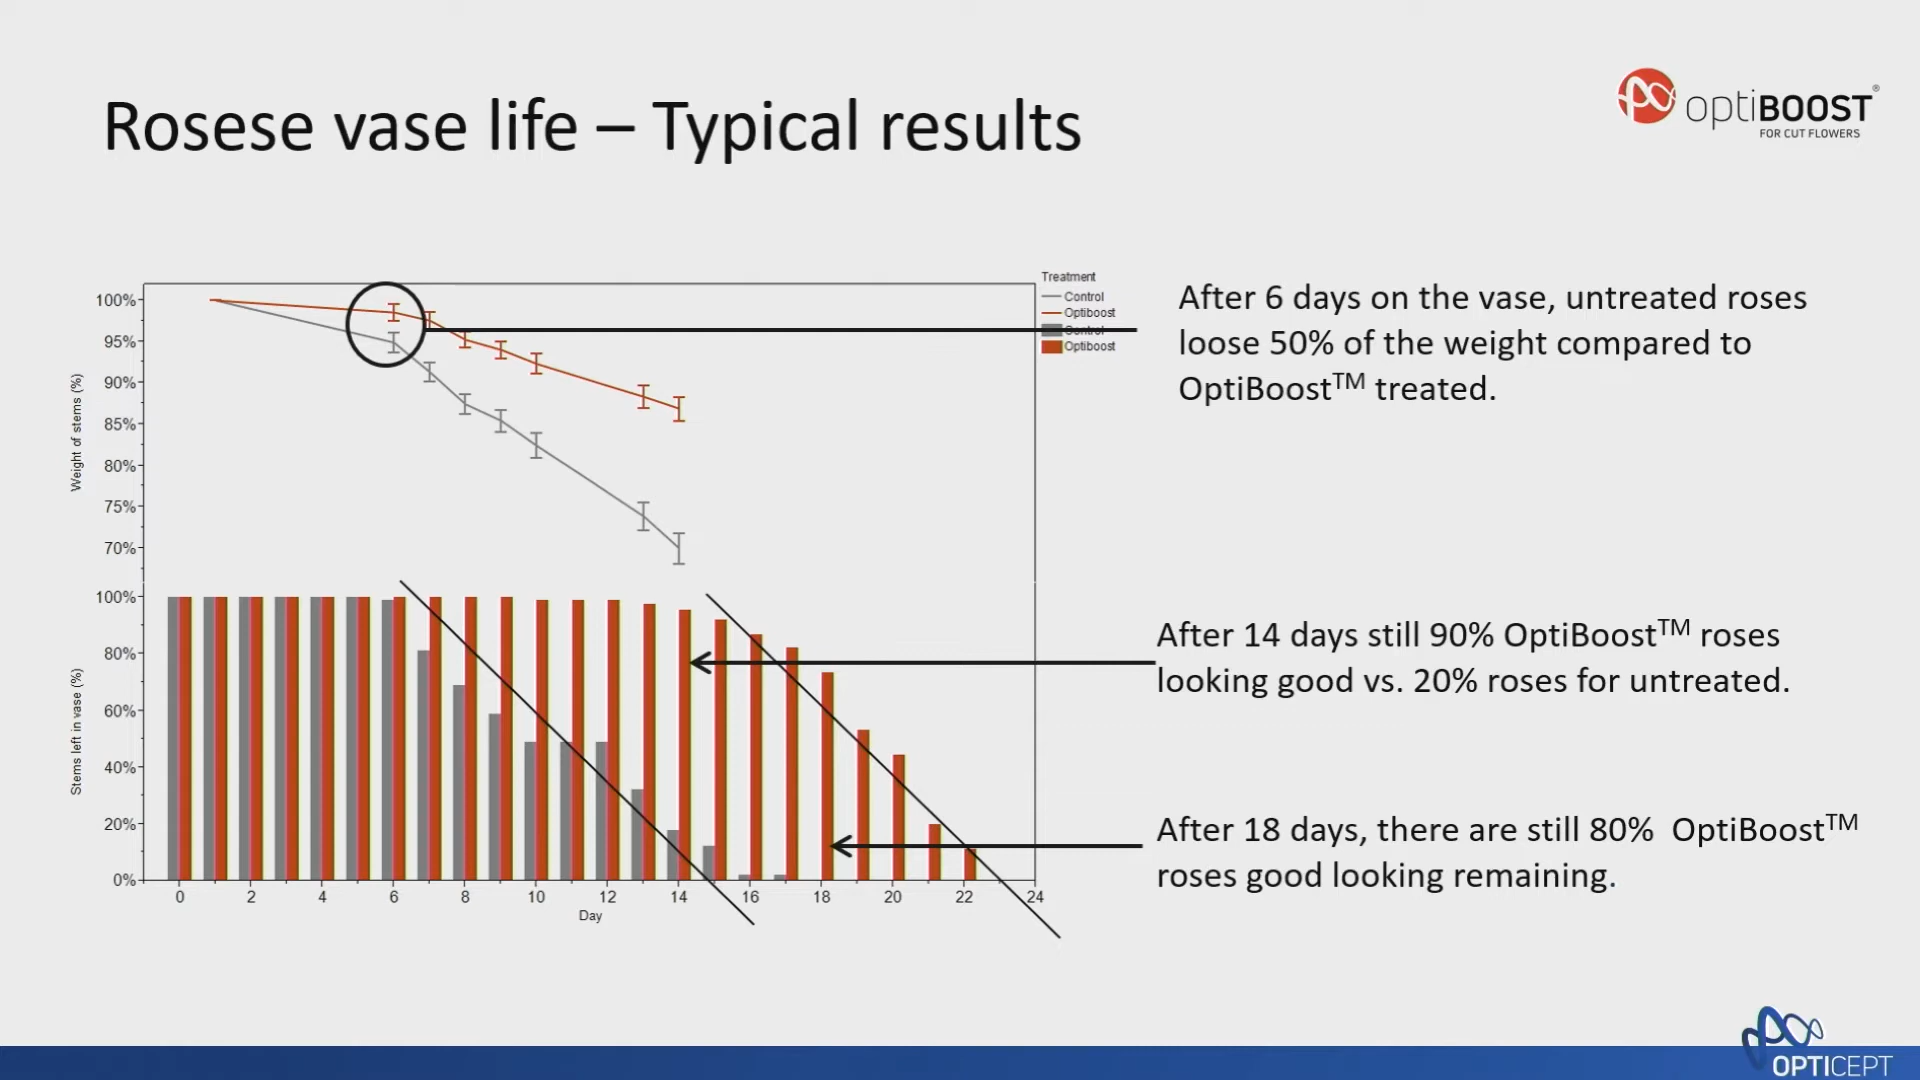 Rosese vase life – Typical results
optiBOOST®
FOR CUT FLOWERS
Treatment
Control
Optiboost
Control
Optiboost
Weight of stems (%)
100%
95%
90%
85%
80%
75%
70%
Stems left in vase (%)
100%
80%
60%
40%
20%
0%
0 2 4 6 8 10 12 14 16 18 20 22 24
Day
After 6 days on the vase, untreated roses
loose 50% of the weight compared to
OptiBoost™ treated.
After 14 days still 90% OptiBoost™ roses
looking good vs. 20% roses for untreated.
After 18 days, there are still 80% OptiBoost™
roses good looking remaining.
OPTICEPT